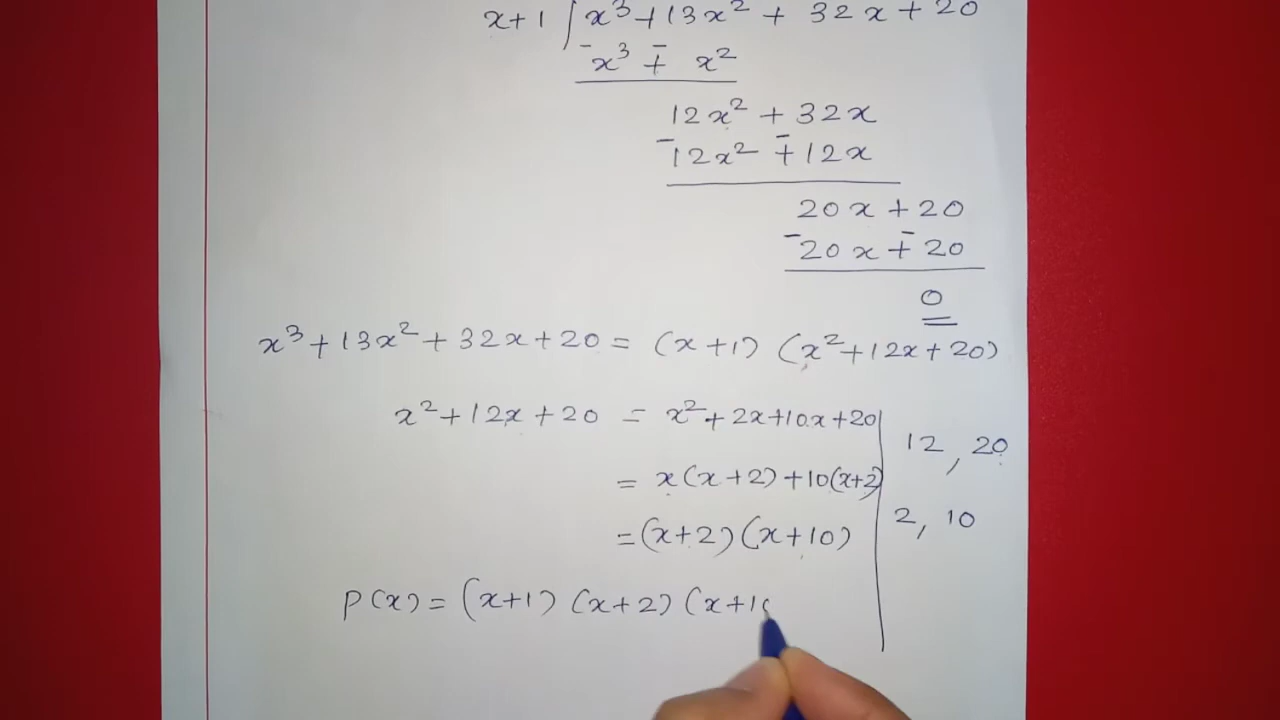 x+1 | x³+13x² + 32x+20
- x³ ∓ x²
12x² + 32x
- 12x² ∓ 12x
20x+20
- 20x ∓ 20
0
x³+13x²+32x+20 = (x+1) (x²+12x+20)
x²+12x+20 = x²+2x+10x+20
12, 20
= x(x+2)+10(x+2)
2, 10
=(x+2)(x+10)
P(x) = (x+1) (x+2) (x+10